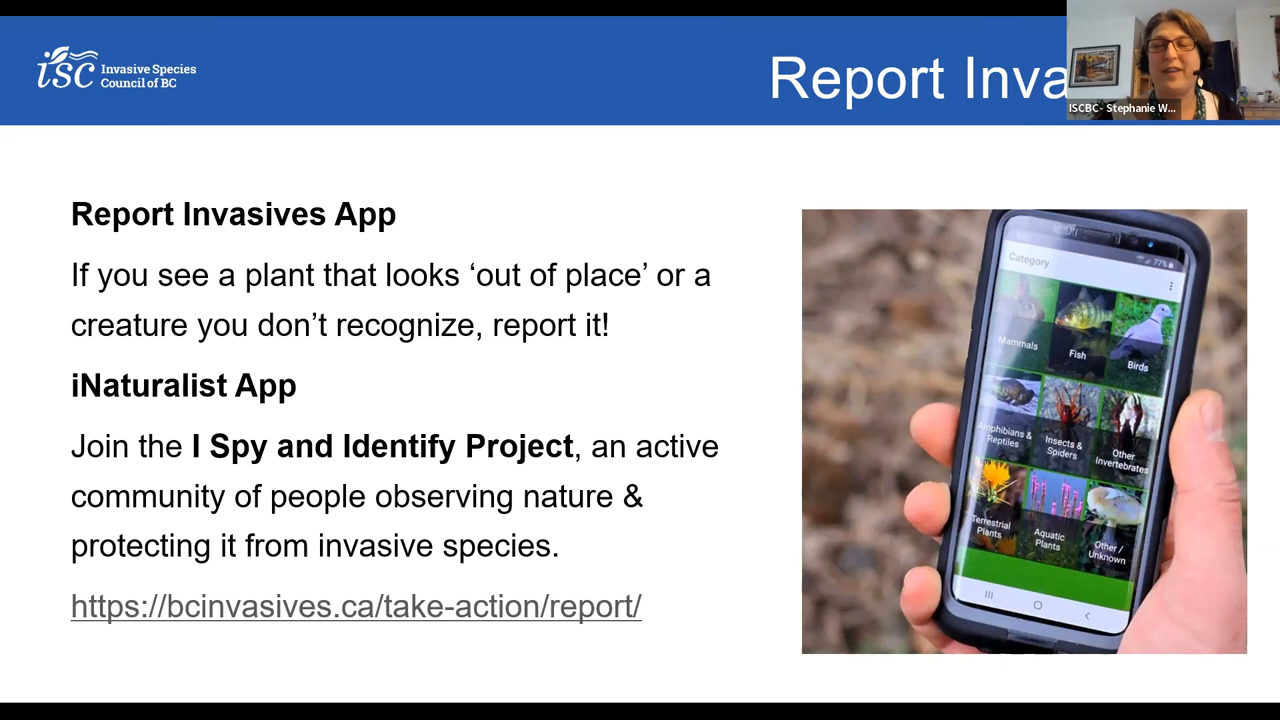 isc Invasive Species
Council of BC
Report Inva
ISCBC- Stephanie W...
Report Invasives App
If you see a plant that looks ‘out of place’ or a
creature you don’t recognize, report it!
iNaturalist App
Join the I Spy and Identify Project, an active
community of people observing nature &
protecting it from invasive species.
https://bcinvasives.ca/take-action/report/
77%
Category
Mammals
Fish
Birds
Amphibians &
Reptiles
Insects &
Spiders
Other
Invertebrates
Terrestrial
Plants
Aquatic
Plants
Other /
Unknown